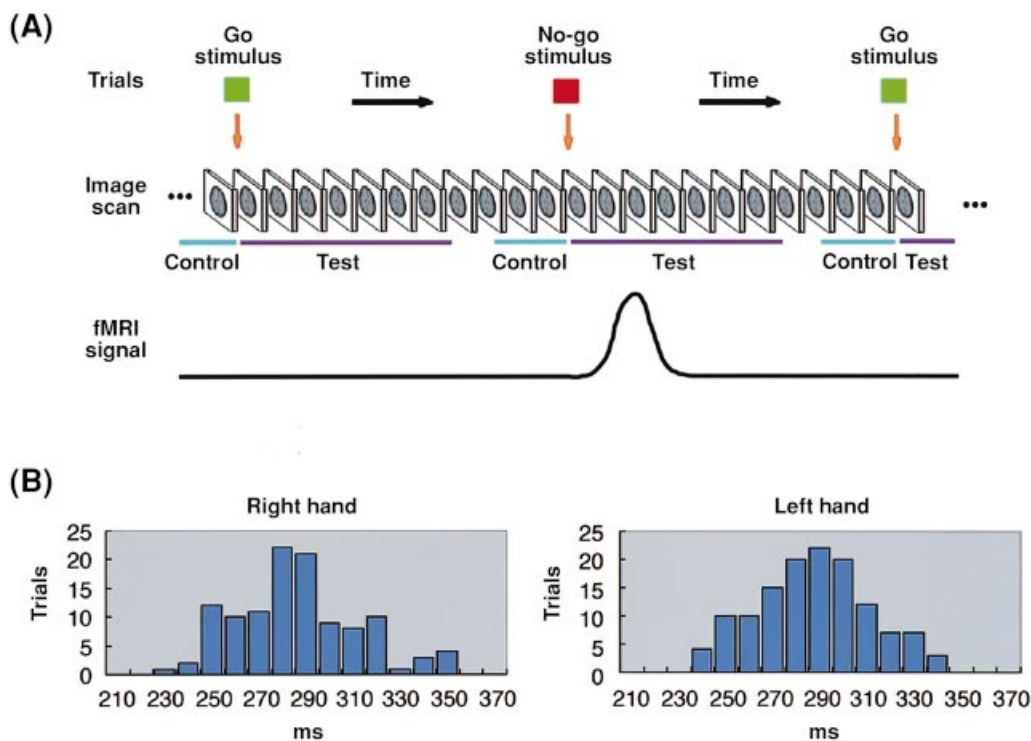 (A)
Go stimulus
No-go stimulus
Go stimulus
Trials
Time
Time
Image scan
•••
•••
Control
Test
Control
Test
Control
Test
fMRI signal
(B)
Right hand
Trials
25
20
15
10
5
0
210 230 250 270 290 310 330 350 370
ms
Left hand
Trials
25
20
15
10
5
0
210 230 250 270 290 310 330 350 370
ms